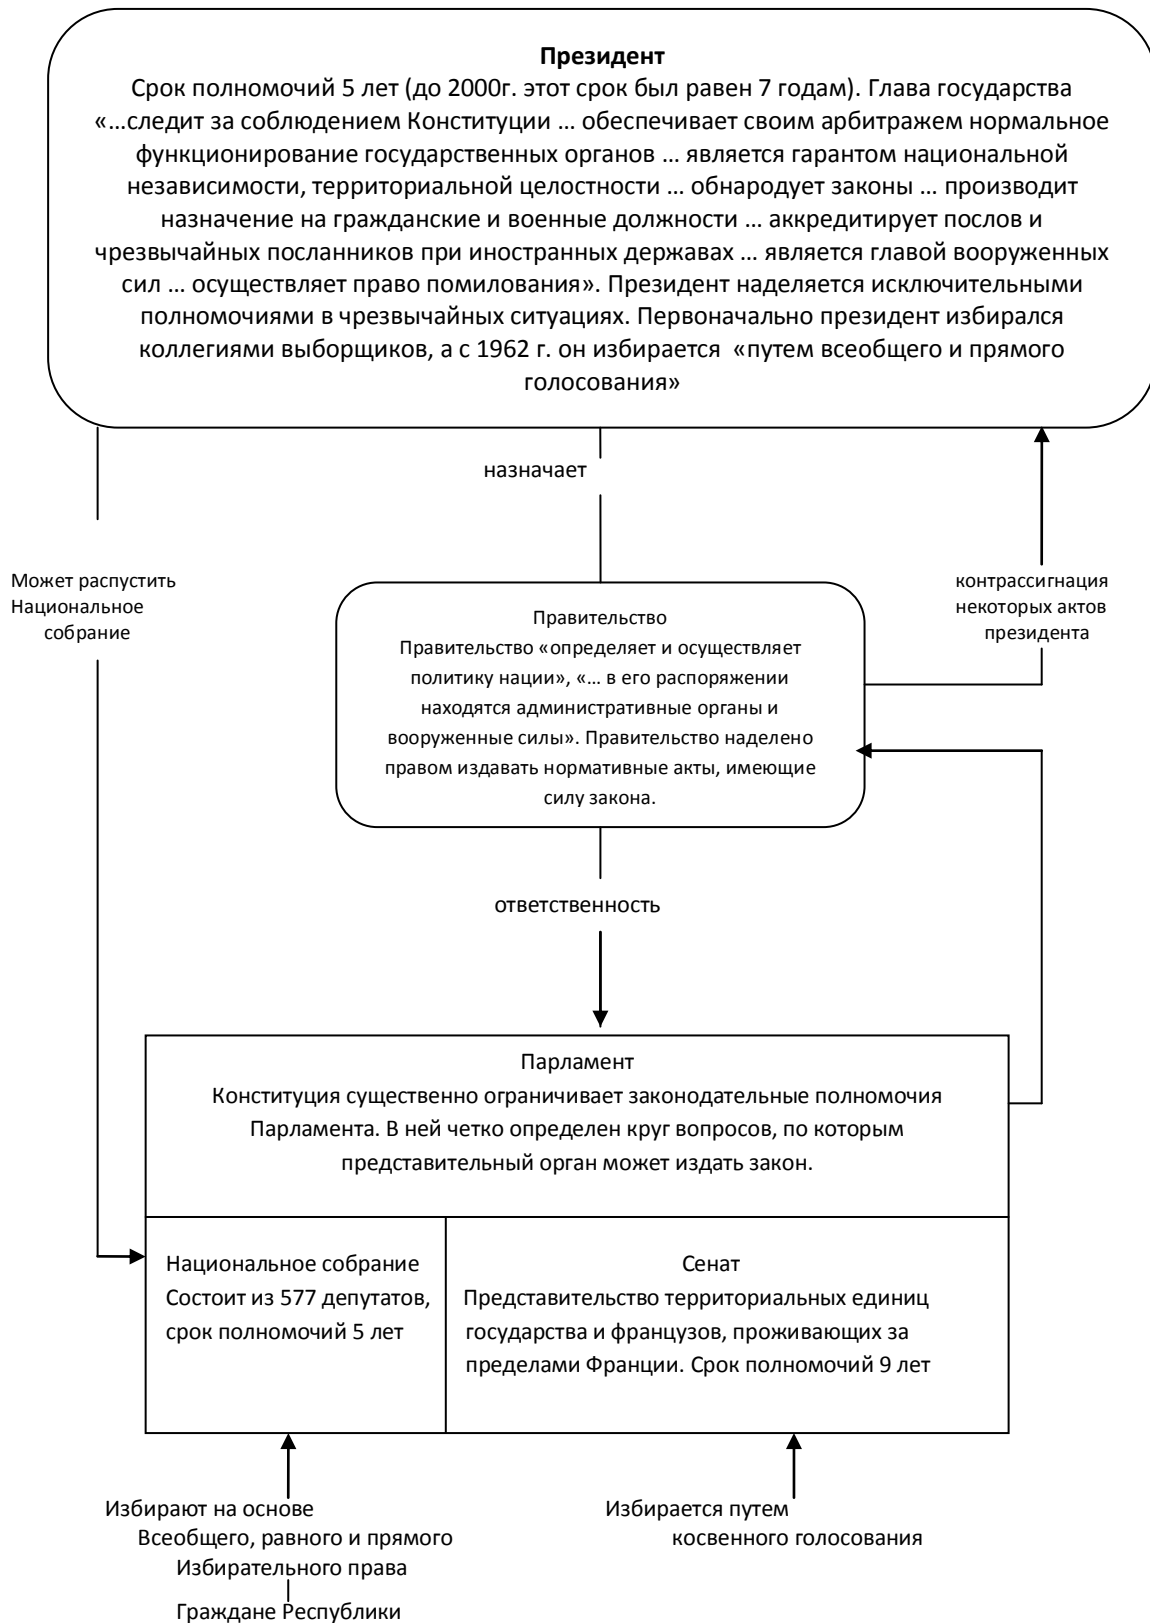 Президент
Срок полномочий 5 лет (до 2000г. этот срок был равен 7 годам). Глава государства
«…следит за соблюдением Конституции … обеспечивает своим арбитражем нормальное
функционирование государственных органов … является гарантом национальной
независимости, территориальной целостности … обнародует законы … производит
назначение на гражданские и военные должности … аккредитирует послов и
чрезвычайных посланников при иностранных державах … является главой вооруженных
сил … осуществляет право помилования». Президент наделяется исключительными
полномочиями в чрезвычайных ситуациях. Первоначально президент избирался
коллегиями выборщиков, а с 1962 г. он избирается «путем всеобщего и прямого
голосования»
назначает
Может распустить
Национальное
собрание
контрассигнация
некоторых актов
президента
Правительство
Правительство «определяет и осуществляет
политику нации», «… в его распоряжении
находятся административные органы и
вооруженные силы». Правительство наделено
правом издавать нормативные акты, имеющие
силу закона.
ответственность
Парламент
Конституция существенно ограничивает законодательные полномочия
Парламента. В ней четко определен круг вопросов, по которым
представительный орган может издать закон.
Национальное собрание
Состоит из 577 депутатов,
срок полномочий 5 лет
Сенат
Представительство территориальных единиц
государства и французов, проживающих за
пределами Франции. Срок полномочий 9 лет
Избирают на основе
Всеобщего, равного и прямого
Избирательного права
Граждане Республики
Избирается путем
косвенного голосования